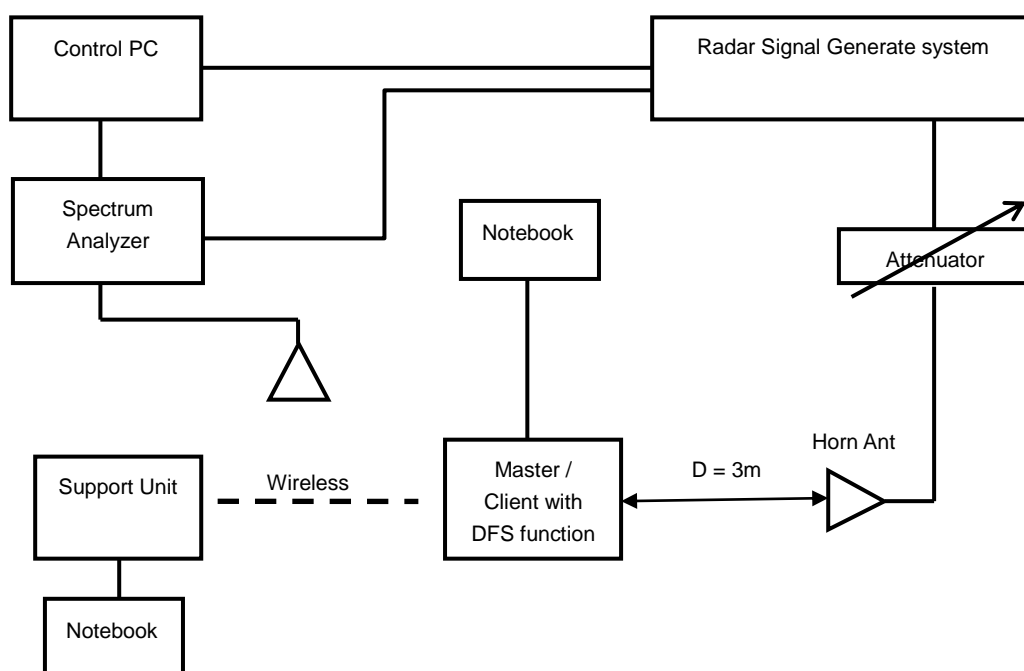 Control PC
Radar Signal Generate system
Spectrum
Analyzer
Notebook
Attenuator
Horn Ant
Support Unit
Wireless
Master /
Client with
DFS function
D = 3m
Notebook